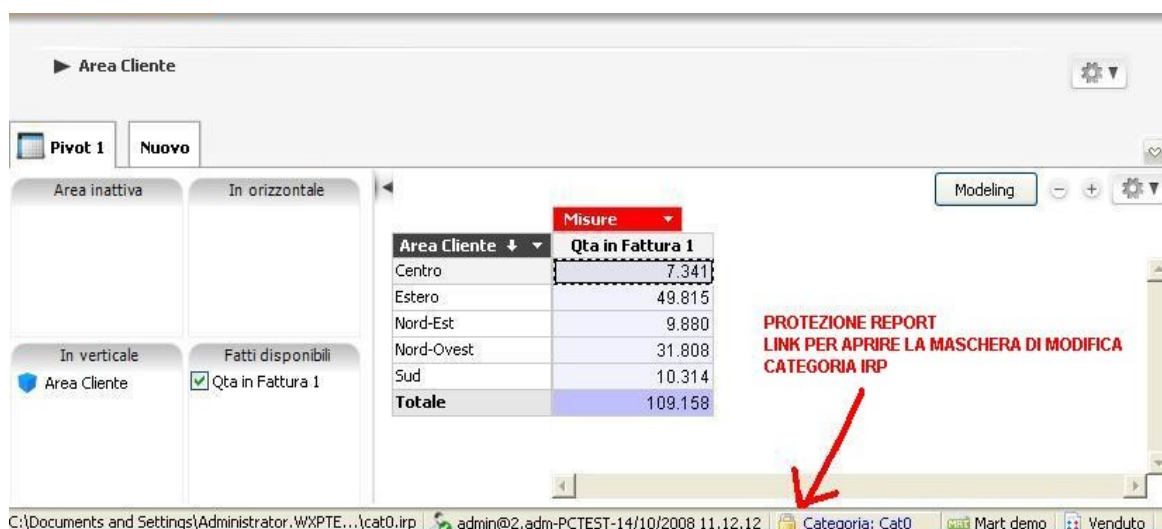 Area Cliente
Pivot 1 Nuovo
Area inattiva In orizzontale Modeling
Misure
Area Cliente Qta in Fattura 1
Centro 7.341
Estero 49.815
Nord-Est 9.880
Nord-Ovest 31.808
Sud 10.314
Totale 109.158
In verticale Fatti disponibili
Area Cliente Qta in Fattura 1
PROTEZIONE REPORT
LINK PER APRIRE LA MASCHERA DI MODIFICA
CATEGORIA IRP
C:\Documents and Settings\Administrator.WXPTE...\cat0.irp admin@2.adm-PCTEST-14/10/2008 11.12.12 Categoria: Cat0 Mart demo Venduto